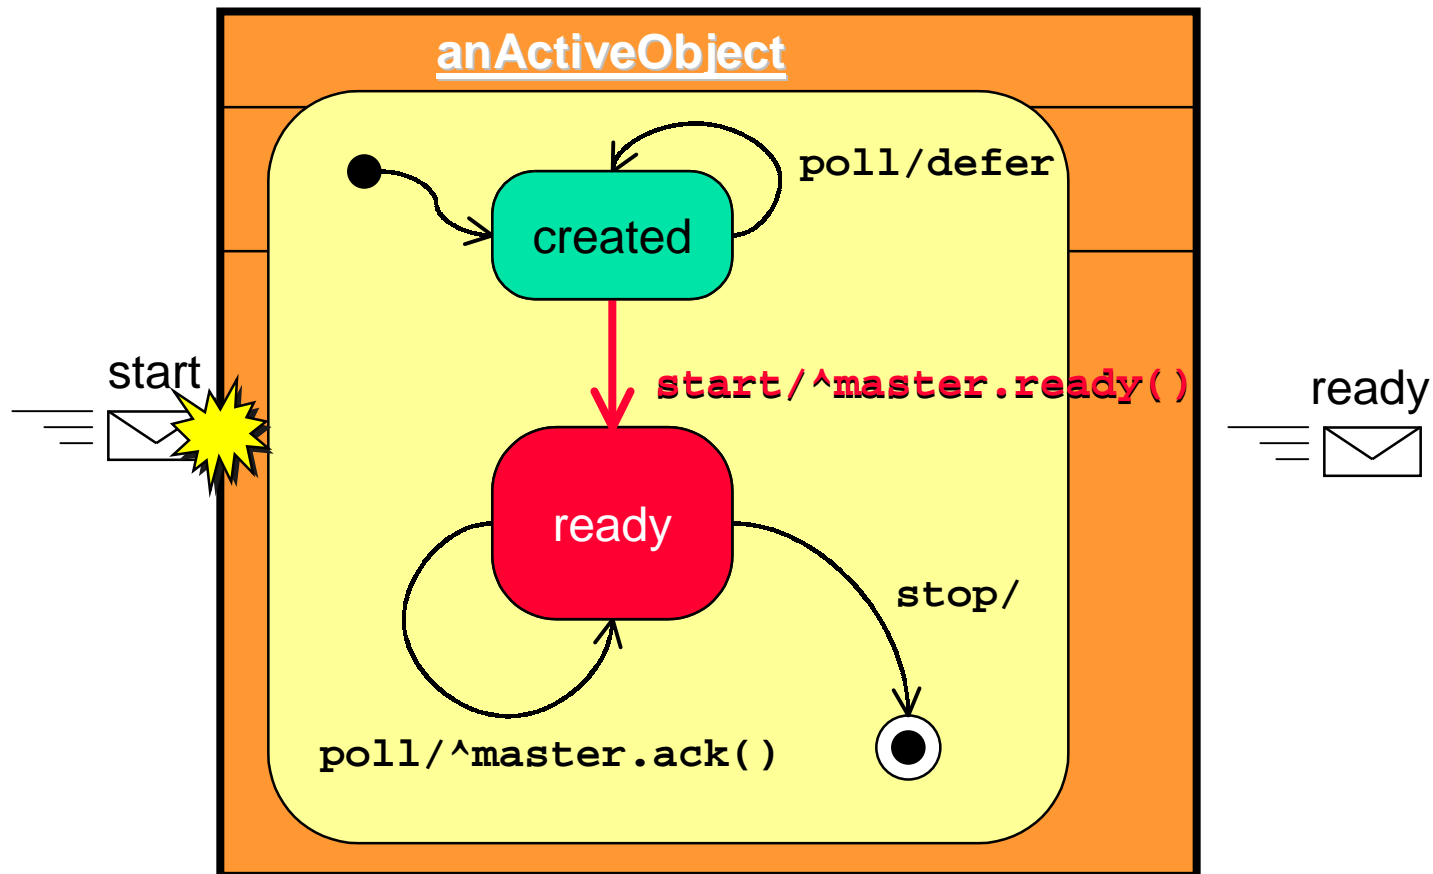 anActiveObject
poll/defer
created
start
start/^master.ready()
ready
ready
stop/
poll/^master.ack()